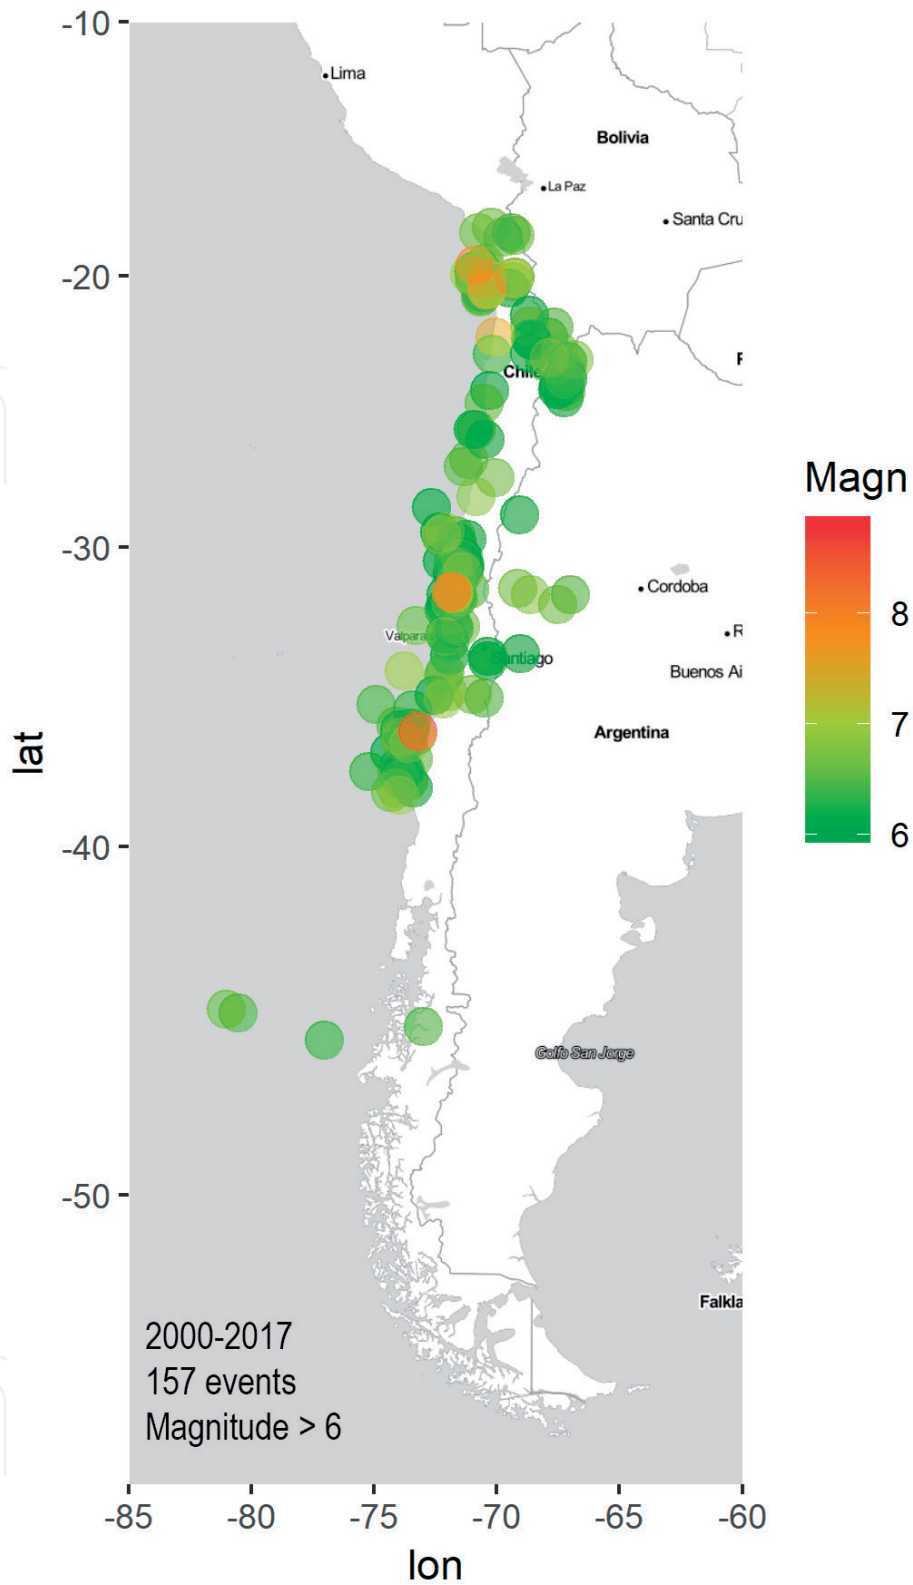 -10
Lima
Bolivia
La Paz
Santa Cru
-20
F
Chile
Magn
-30
Cordoba
8
R
Valpara
Santiago
Buenos Ai
7
Argentina
lat
6
-40
Golfo San Jorge
-50
Falkla
2000-2017
157 events
Magnitude > 6
-85 -80 -75 -70 -65 -60
lon